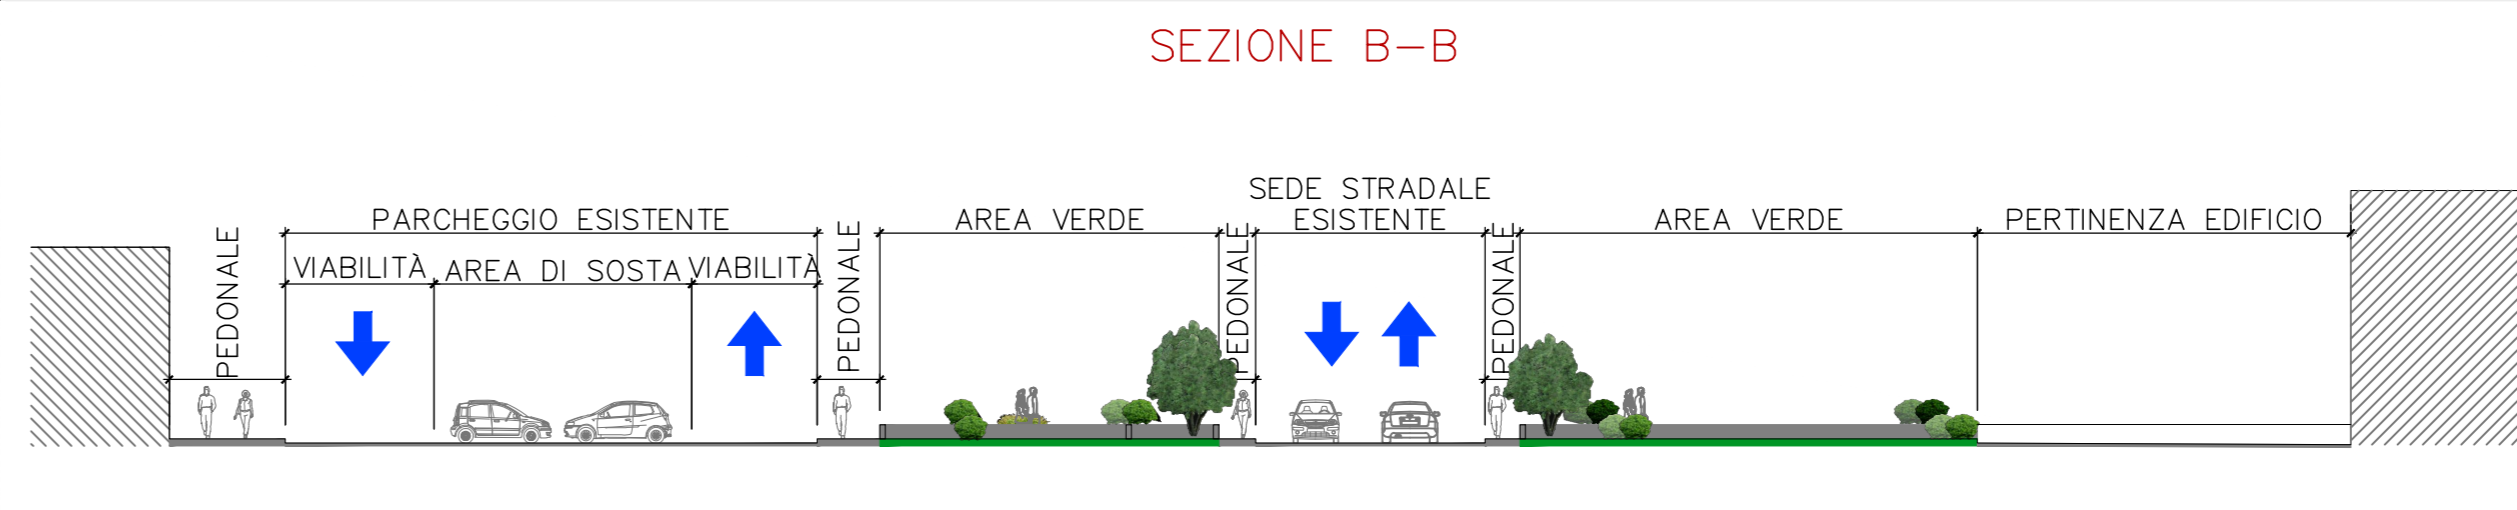 SEZIONE B-B
PEDONALE
PARCHEGGIO ESISTENTE
VIABILITÀ
AREA DI SOSTA
VIABILITÀ
PEDONALE
AREA VERDE
PEDONALE
SEDE STRADALE
ESISTENTE
PEDONALE
AREA VERDE
PERTINENZA EDIFICIO